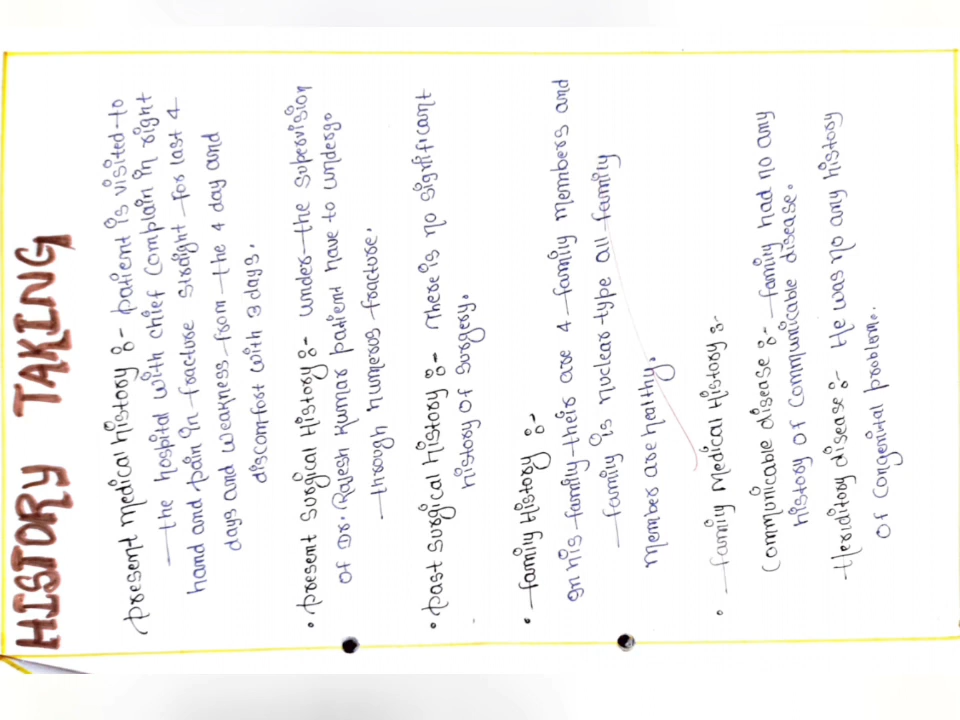 HISTORY TAKING
present medical history :- patient is visited to
the hospital with chief complain in right
hand and pain in fracture straight for last 4
days and weakness from the 4 day and
discomfort with 3 days.
• present surgical History :- under the supervision
of Dr. Rajesh Kumar patient have to undergo
through numeros fracture.
• past surgical history :- There is no significant
history of surgery.
• family History :-
In his family their are 4 family members and
family is nuclear type all family
member are healthy.
• family Medical History :-
Communicable disease :- family had no any
history of communicable disease.
Heriditory disease :- He was no any history
of congenital problem.